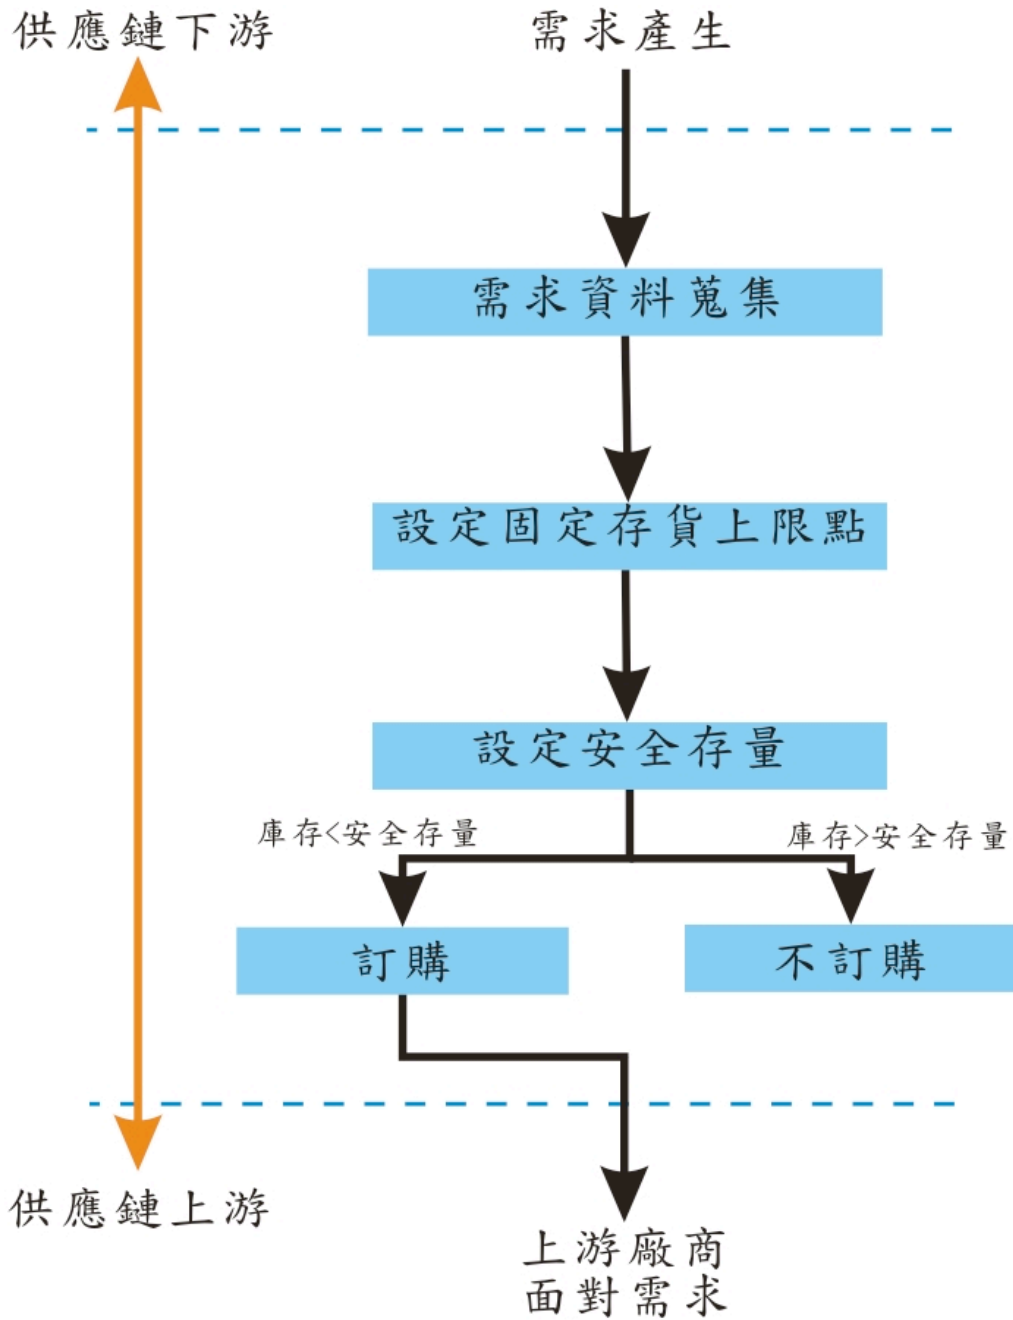 供應鏈下游
需求產生
需求資料蒐集
設定固定存貨上限點
設定安全存量
庫存<安全存量
庫存>安全存量
訂購
不訂購
供應鏈上游
上游廠商
面對需求